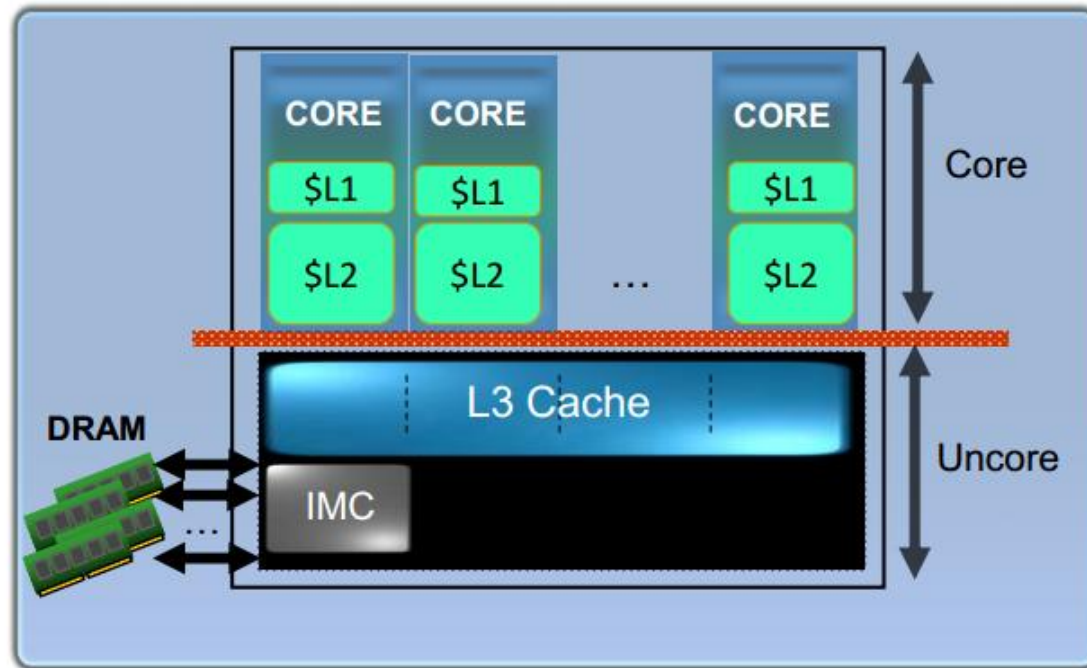 CORE
$L1
$L2
CORE
$L1
$L2
...
CORE
$L1
$L2
Core
L3 Cache
Uncore
DRAM
...
IMC